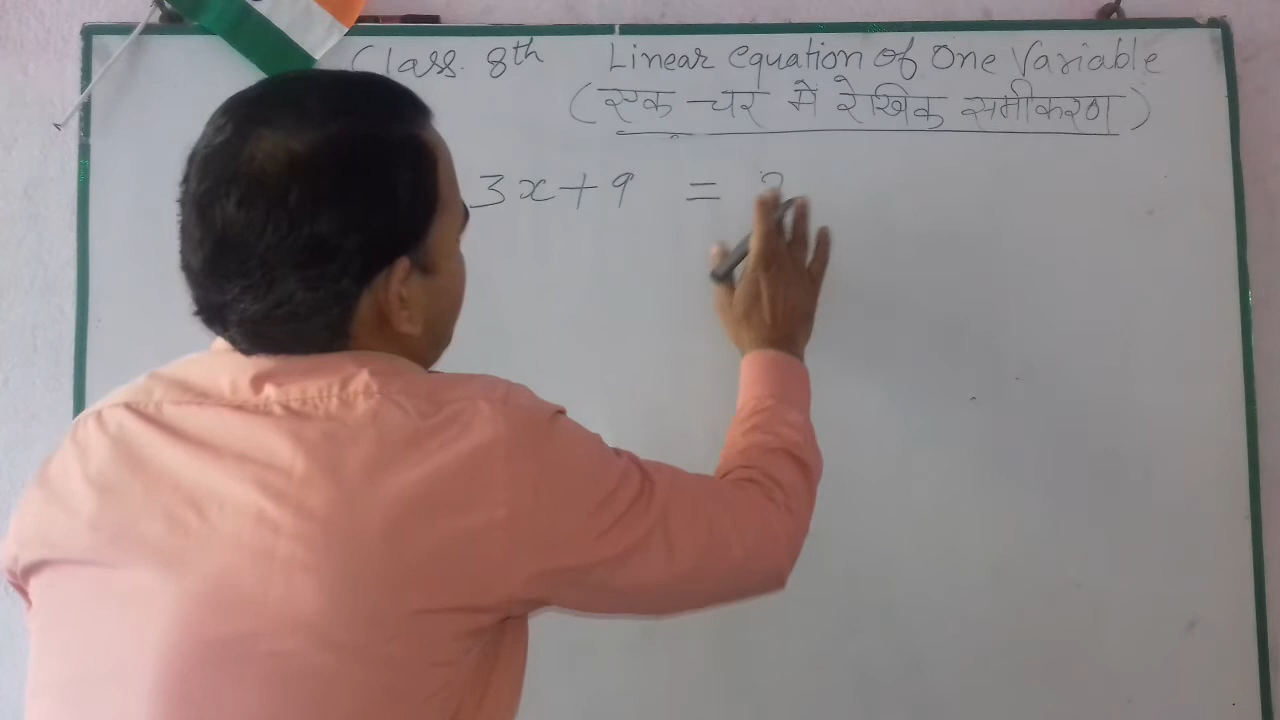 Class. 8th Linear equation of One Variable
(एक चर में रेखिक समीकरण)
3x+9 =